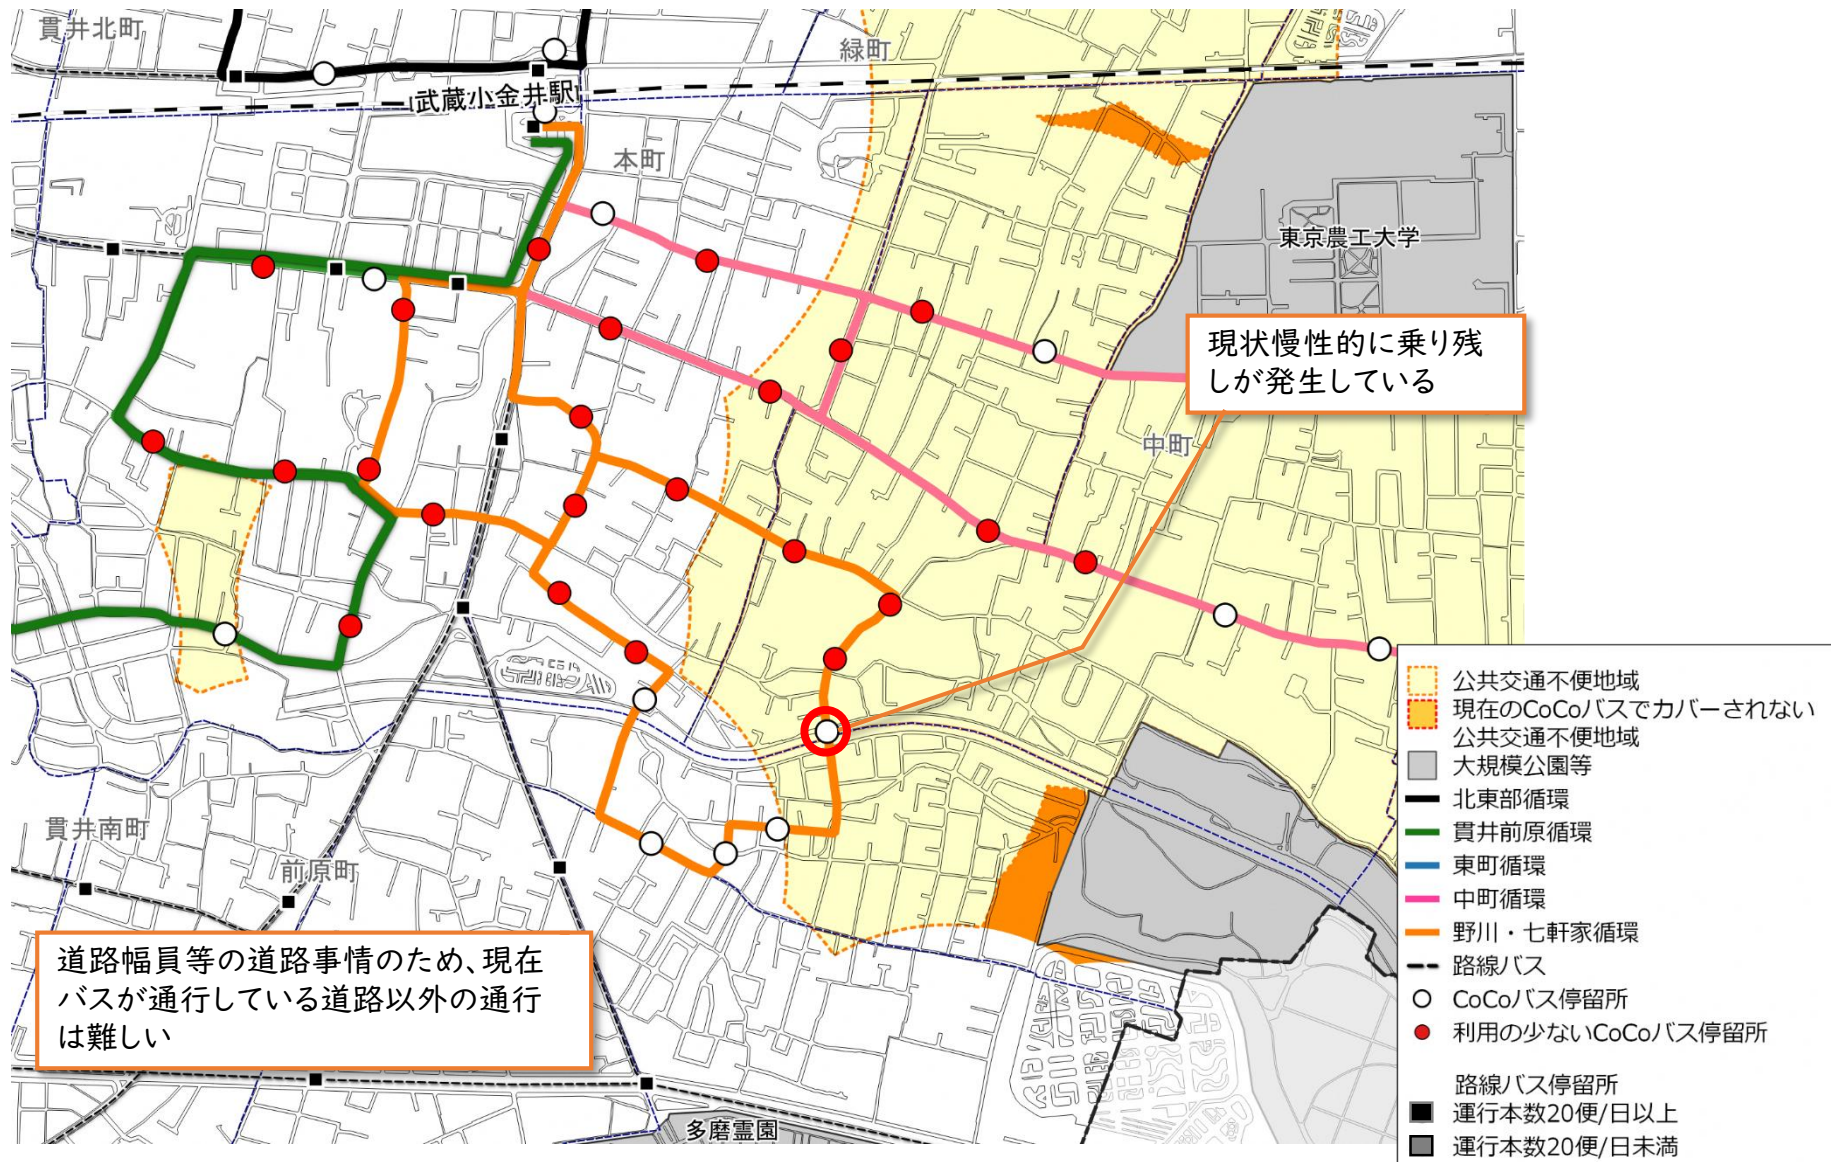 貫井北町
緑町
武蔵小金井駅
本町
東京農工大学
現状慢性的に乗り残
しが発生している
中町
公共交通不便地域
現在のCoCoバスでカバーされない
公共交通不便地域
大規模公園等
北東部循環
貫井前原循環
東町循環
中町循環
野川・七軒家循環
路線バス
CoCoバス停留所
利用の少ないCoCoバス停留所
路線バス停留所
運行本数20便/日以上
運行本数20便/日未満
貫井南町
前原町
道路幅員等の道路事情のため、現在
バスが通行している道路以外の通行
は難しい
多磨霊園